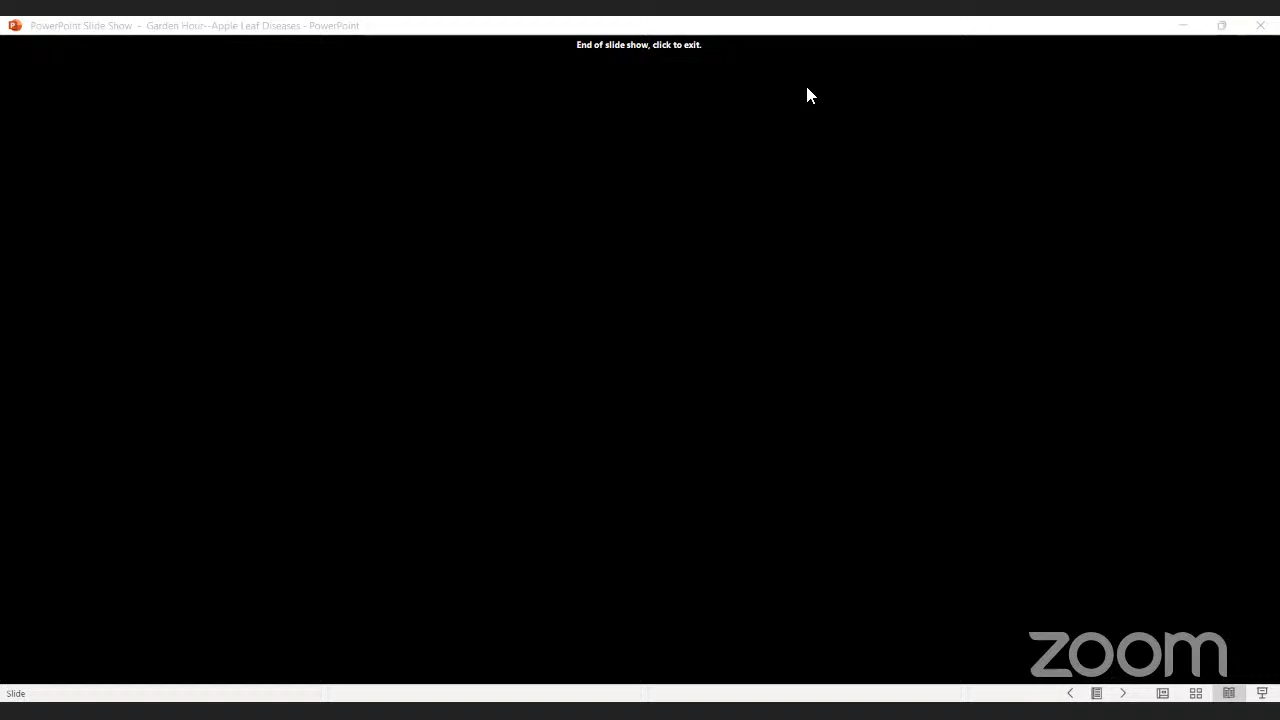 PowerPoint Slide Show - Garden Hour--Apple Leaf Diseases - PowerPoint
End of slide show, click to exit.
zoom
Slide